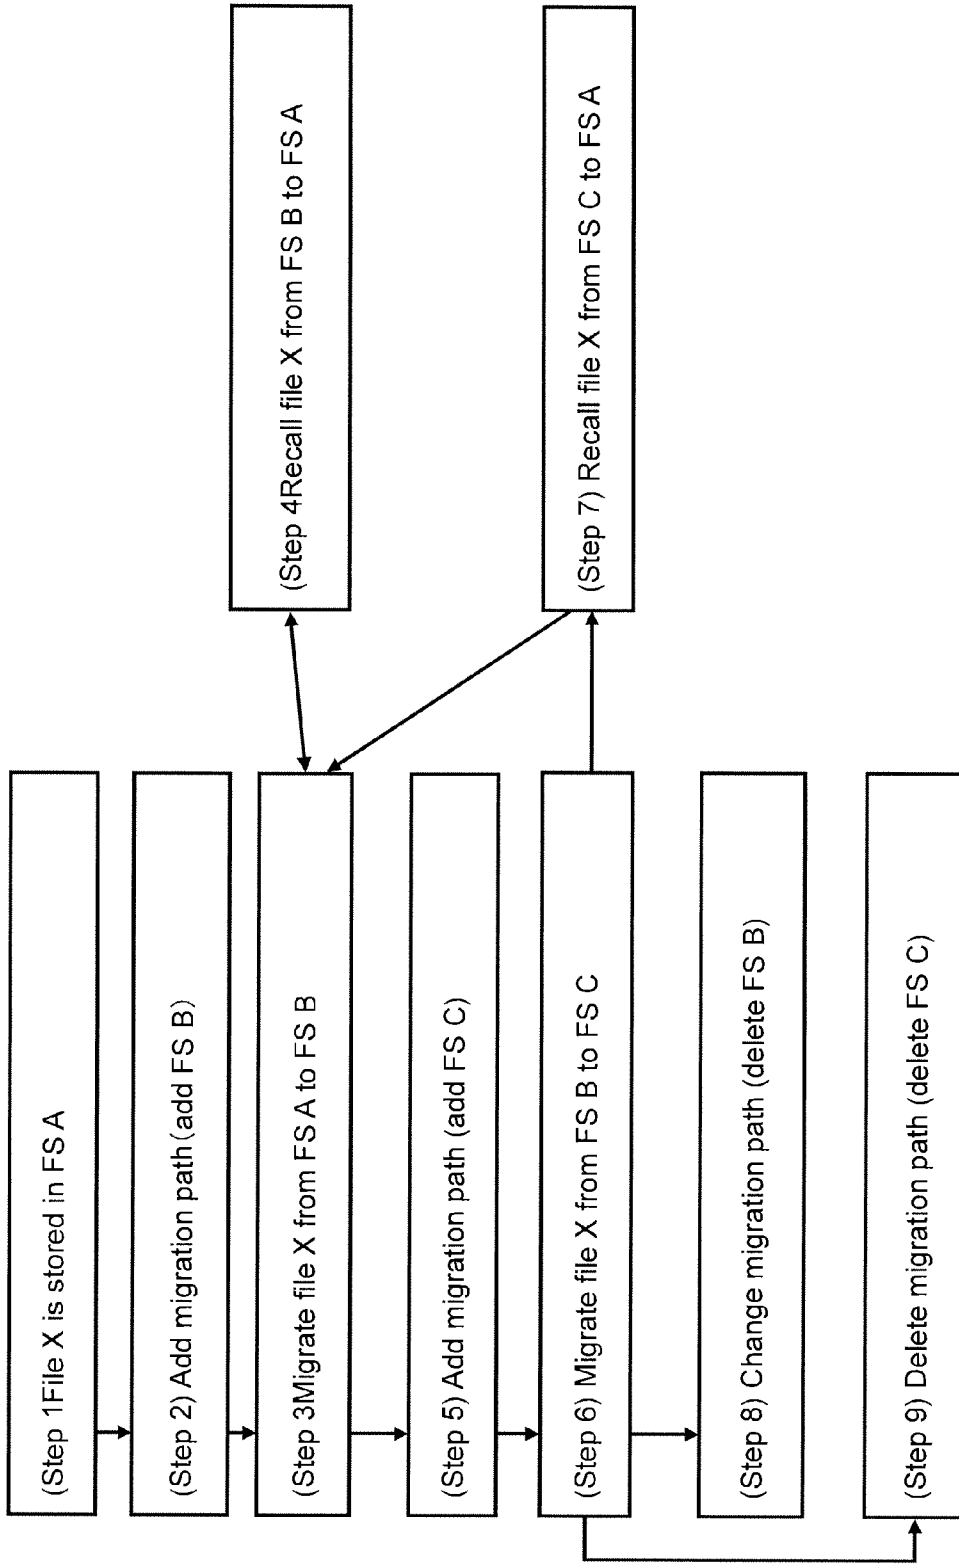 (Step 1File X is stored in FS A
(Step 2) Add migration path (add FS B)
(Step 3Migrate file X from FS A to FS B
(Step 4Recall file X from FS B to FS A
(Step 5) Add migration path (add FS C)
(Step 6) Migrate file X from FS B to FS C
(Step 7) Recall file X from FS C to FS A
(Step 8) Change migration path (delete FS B)
(Step 9) Delete migration path (delete FS C)